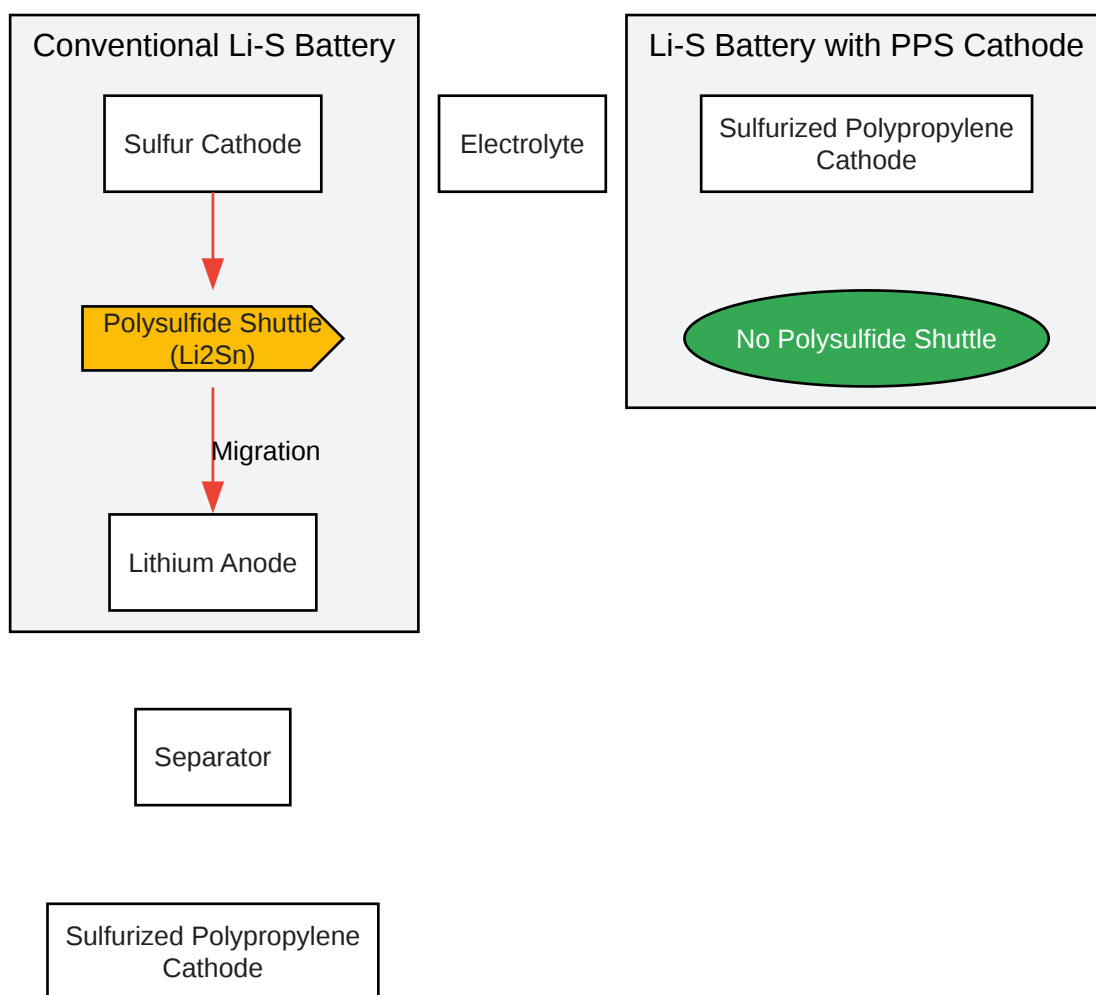 Conventional Li-S Battery
Sulfur Cathode
Polysulfide Shuttle
(Li2Sn)
Migration
Lithium Anode
Electrolyte
Li-S Battery with PPS Cathode
Sulfurized Polypropylene
Cathode
No Polysulfide Shuttle
Separator
Sulfurized Polypropylene
Cathode